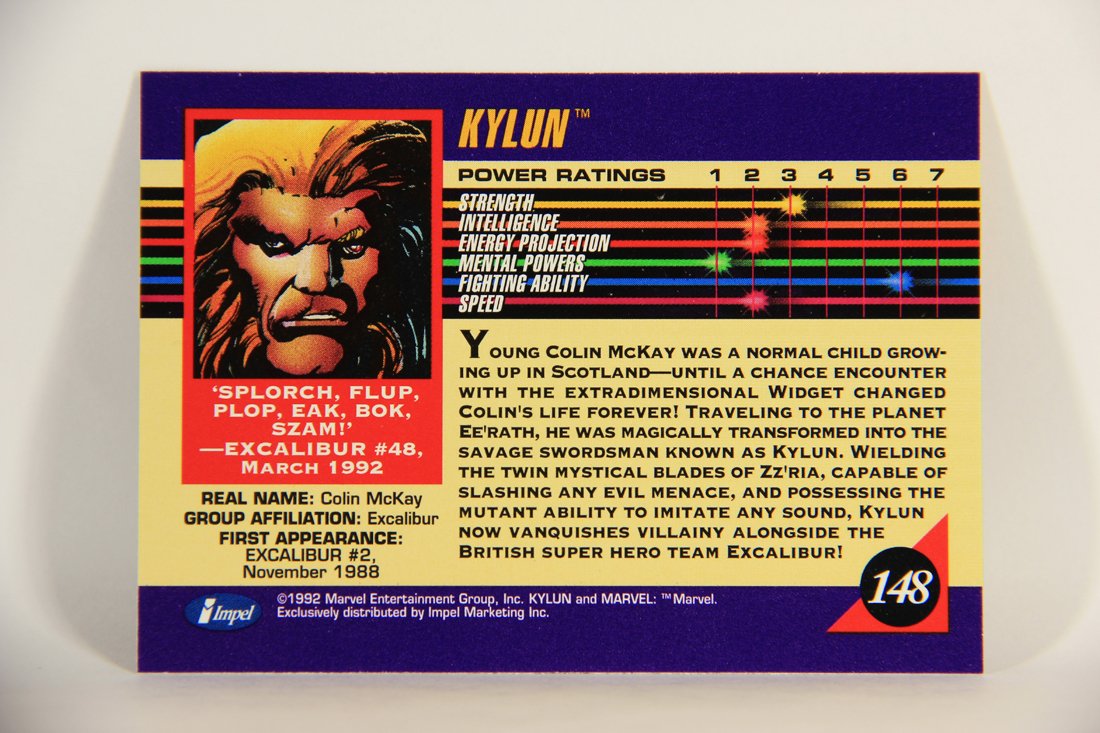 KYLUN™
POWER RATINGS 1 2 3 4 5 6 7
STRENGTH
INTELLIGENCE
ENERGY PROJECTION
MENTAL POWERS
FIGHTING ABILITY
SPEED
'SPLORCH, FLUP,
PLOP, EAK, BOK,
SZAM!'
—EXCALIBUR #48,
MARCH 1992
REAL NAME: Colin McKay
GROUP AFFILIATION: Excalibur
FIRST APPEARANCE:
EXCALIBUR #2,
November 1988
YOUNG COLIN MCKAY WAS A NORMAL CHILD GROW-
ING UP IN SCOTLAND—UNTIL A CHANCE ENCOUNTER
WITH THE EXTRADIMENSIONAL WIDGET CHANGED
COLIN'S LIFE FOREVER! TRAVELING TO THE PLANET
EE'RATH, HE WAS MAGICALLY TRANSFORMED INTO THE
SAVAGE SWORDSMAN KNOWN AS KYLUN. WIELDING
THE TWIN MYSTICAL BLADES OF ZZ'RIA, CAPABLE OF
SLASHING ANY EVIL MENACE, AND POSSESSING THE
MUTANT ABILITY TO IMITATE ANY SOUND, KYLUN
NOW VANQUISHES VILLAINY ALONGSIDE THE
BRITISH SUPER HERO TEAM EXCALIBUR!
148
Impel
©1992 Marvel Entertainment Group, Inc. KYLUN and MARVEL: ™Marvel.
Exclusively distributed by Impel Marketing Inc.